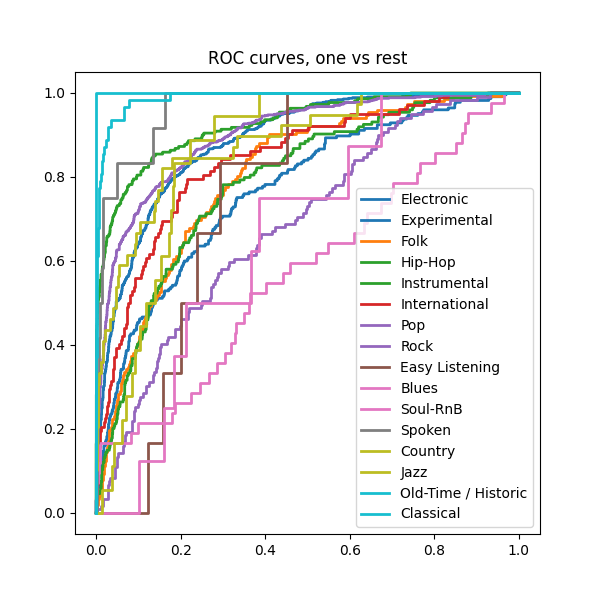 ROC curves, one vs rest
1.0
0.8
0.6
0.4
0.2
0.0
0.0 0.2 0.4 0.6 0.8 1.0
Electronic
Experimental
Folk
Hip-Hop
Instrumental
International
Pop
Rock
Easy Listening
Blues
Soul-RnB
Spoken
Country
Jazz
Old-Time / Historic
Classical